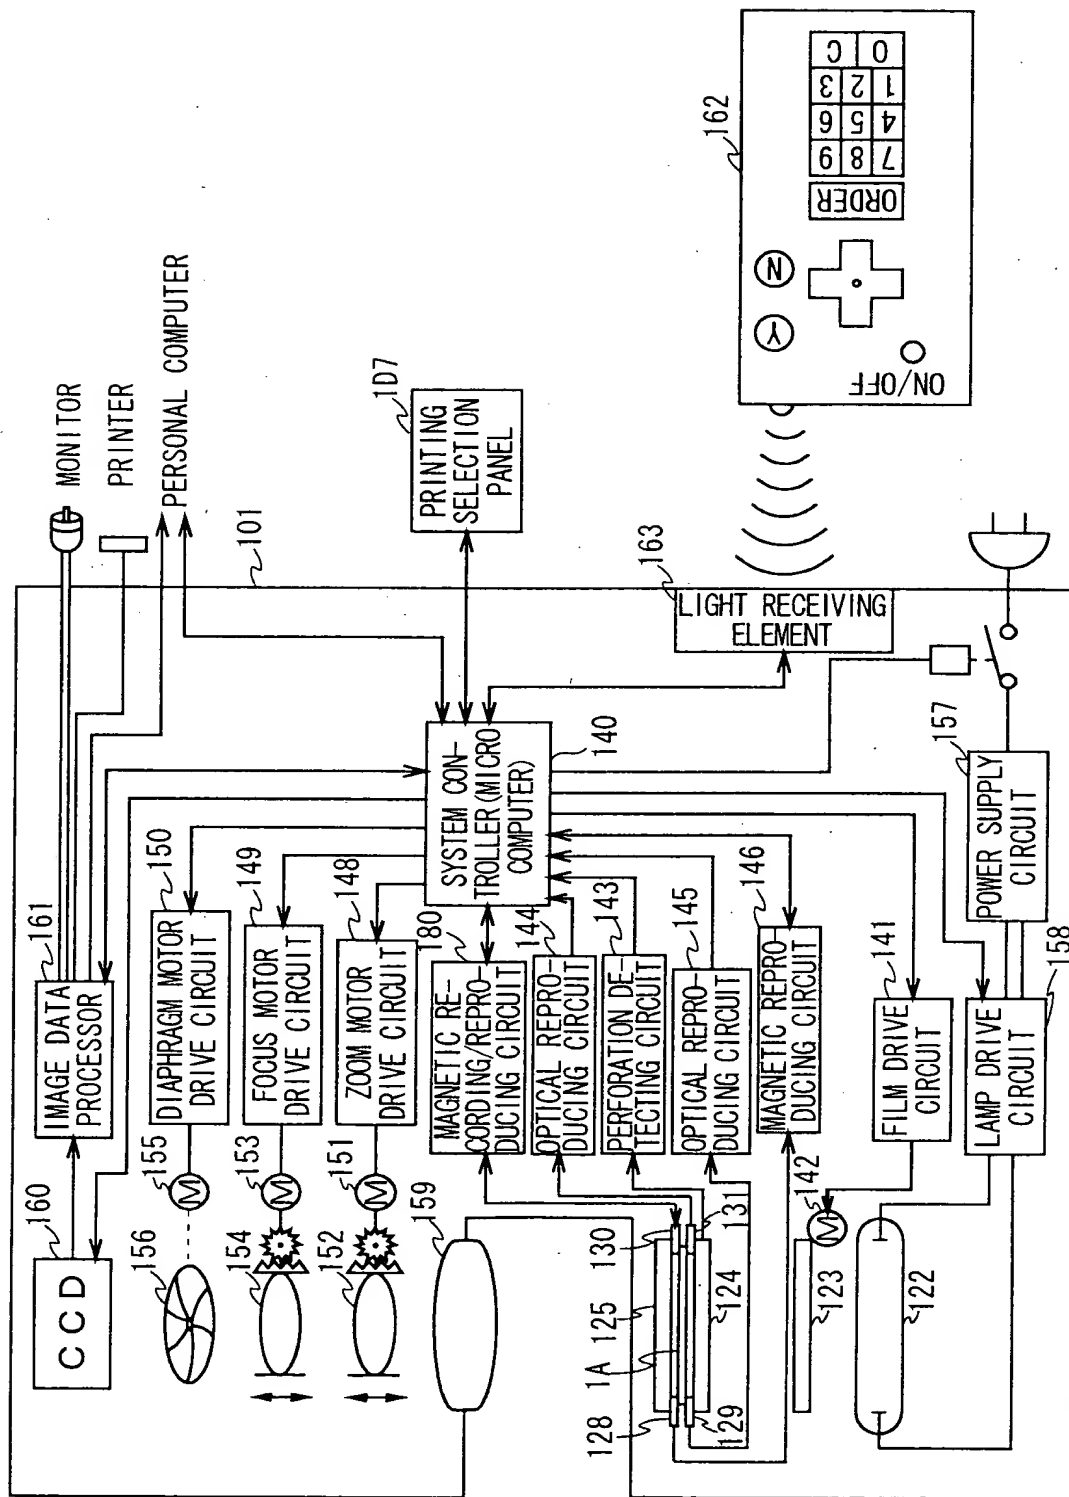 160
CCD
161
IMAGE DATA
PROCESSOR
MONITOR
PRINTER
PERSONAL COMPUTER
101
156
155
M
150
DIAPHRAGM MOTOR
DRIVE CIRCUIT
154
153
M
149
FOCUS MOTOR
DRIVE CIRCUIT
152
151
M
148
ZOOM MOTOR
DRIVE CIRCUIT
159
1D7
PRINTING
SELECTION
PANEL
140
SYSTEM CON-
TROLLER(MICRO
COMPUTER)
180
MAGNETIC RE-
CORDING/REPRO-
DUCING CIRCUIT
144
OPTICAL REPRO-
DUCING CIRCUIT
143
PERFORATION DE-
TECTING CIRCUIT
145
OPTICAL REPRO-
DUCING CIRCUIT
146
MAGNETIC REPRO-
DUCING CIRCUIT
128
1A
125
130
129
124
131
163
LIGHT RECEIVING
ELEMENT
162
ON/OFF
Y
N
ORDER
7
8
9
4
5
6
1
2
3
0
C
123
142
M
141
FILM DRIVE
CIRCUIT
122
LAMP DRIVE
CIRCUIT
158
POWER SUPPLY
CIRCUIT
157